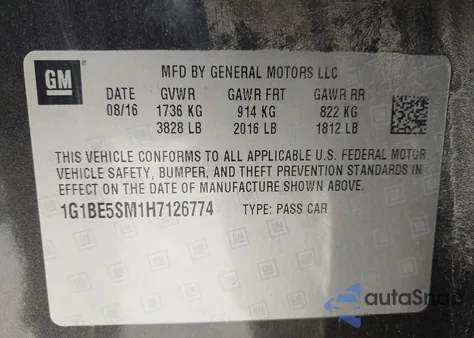 GM
MFD BY GENERAL MOTORS LLC
DATE GVWR GAWR FRT GAWR RR
08/16 1736 KG 914 KG 822 KG
3828 LB 2016 LB 1812 LB
THIS VEHICLE CONFORMS TO ALL APPLICABLE U.S. FEDERAL MOTOR
VEHICLE SAFETY, BUMPER, AND THEFT PREVENTION STANDARDS IN
EFFECT ON THE DATE OF MANUFACTURE SHOWN ABOVE.
1G1BE5SM1H7126774 TYPE: PASS CAR
autoSnap